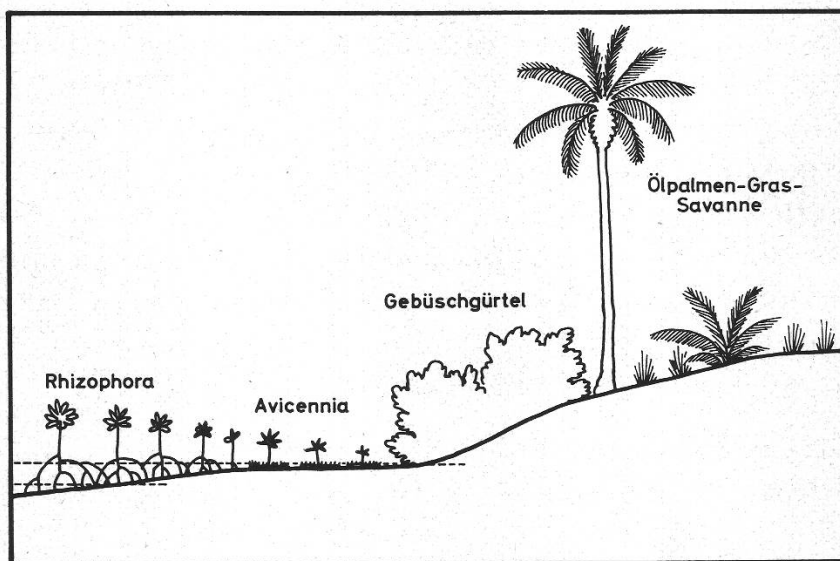 Ölpalmen-Gras-
Savanne
Gebüschgürtel
Rhizophora
Avicennia